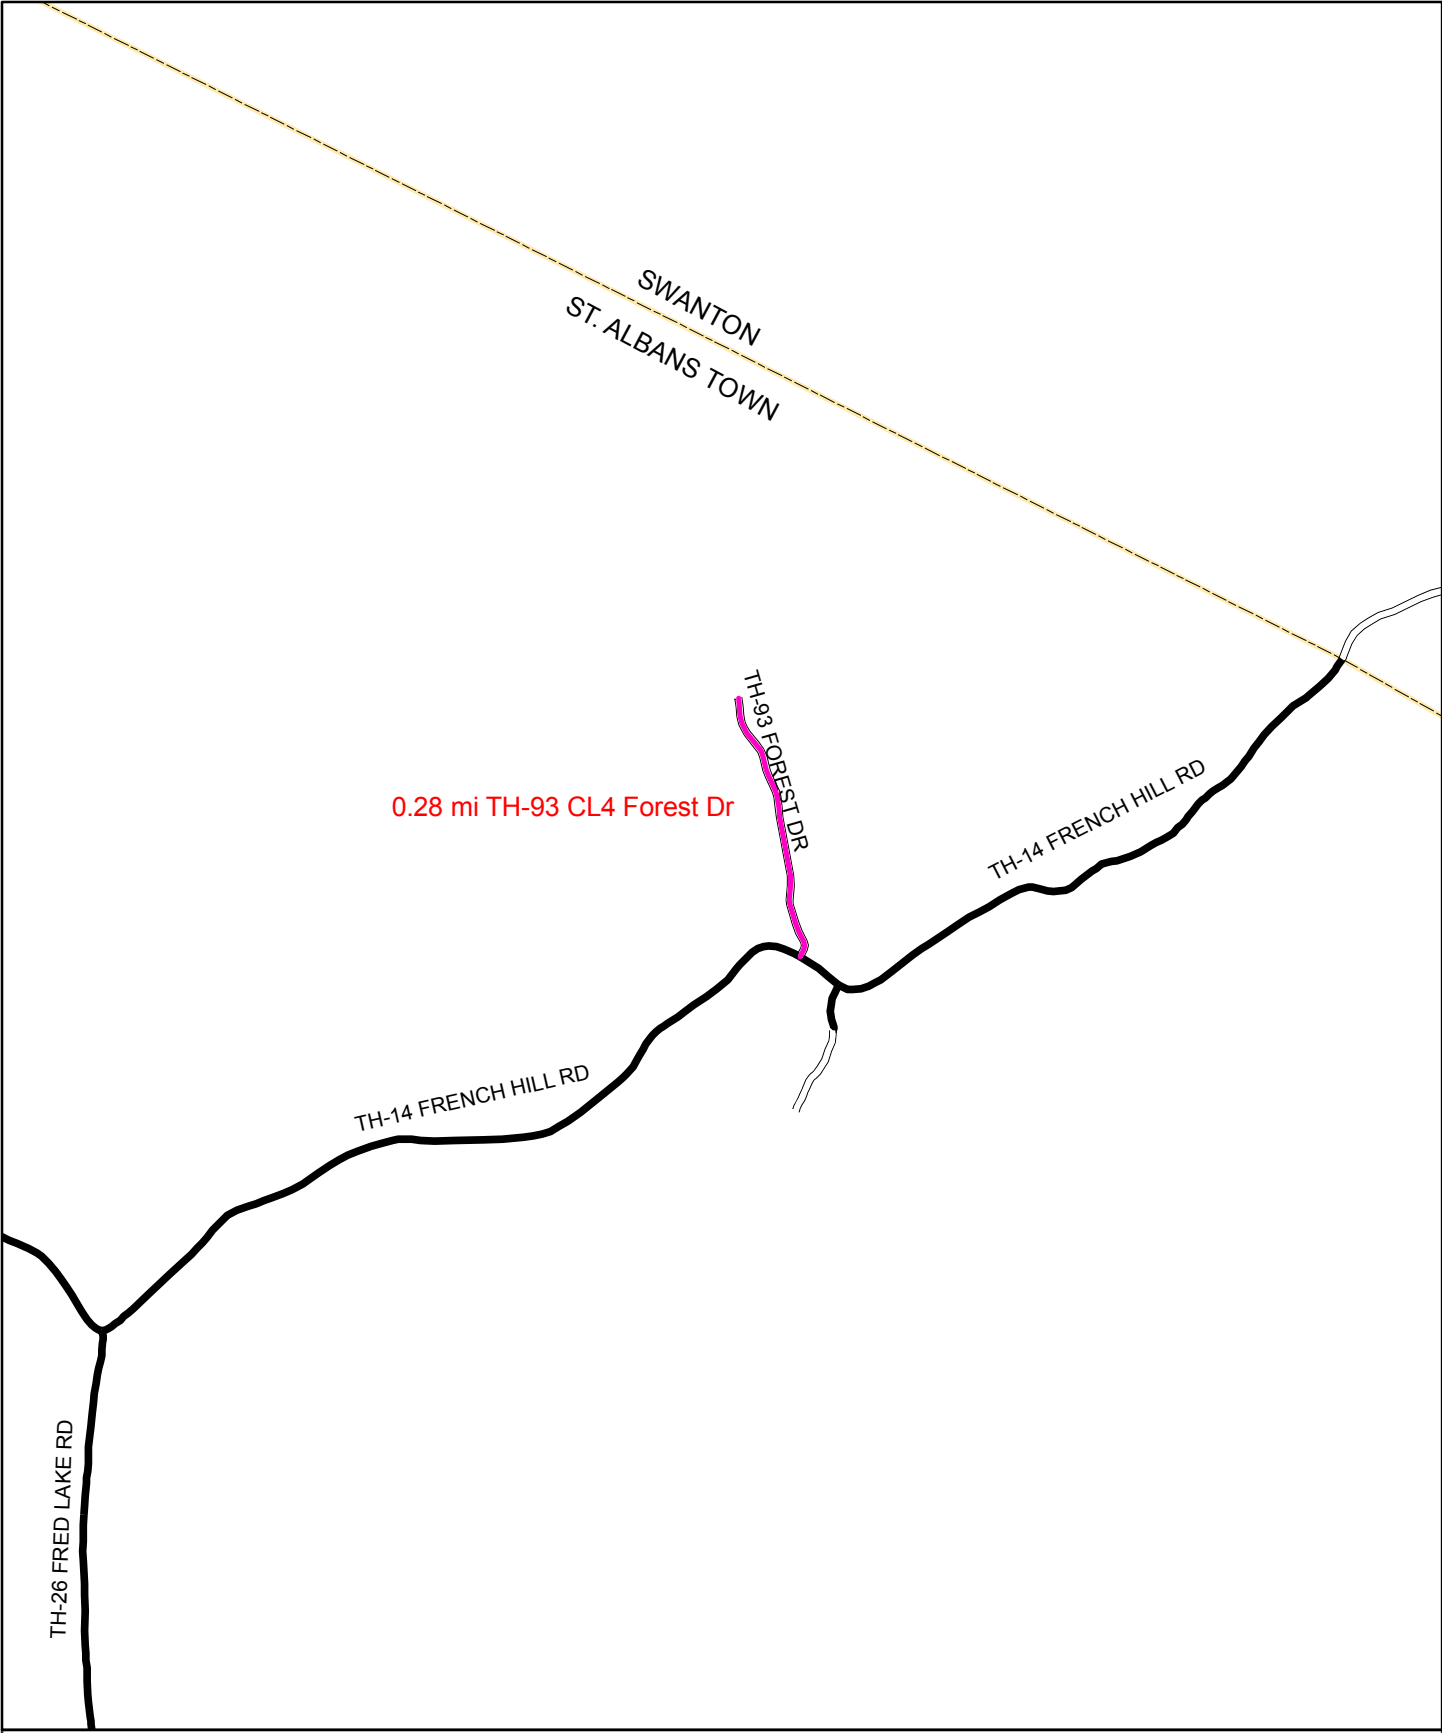 SWANTON
ST. ALBANS TOWN
TH-93 FOREST DR
0.28 mi TH-93 CL4 Forest Dr
TH-14 FRENCH HILL RD
TH-14 FRENCH HILL RD
TH-26 FRED LAKE RD